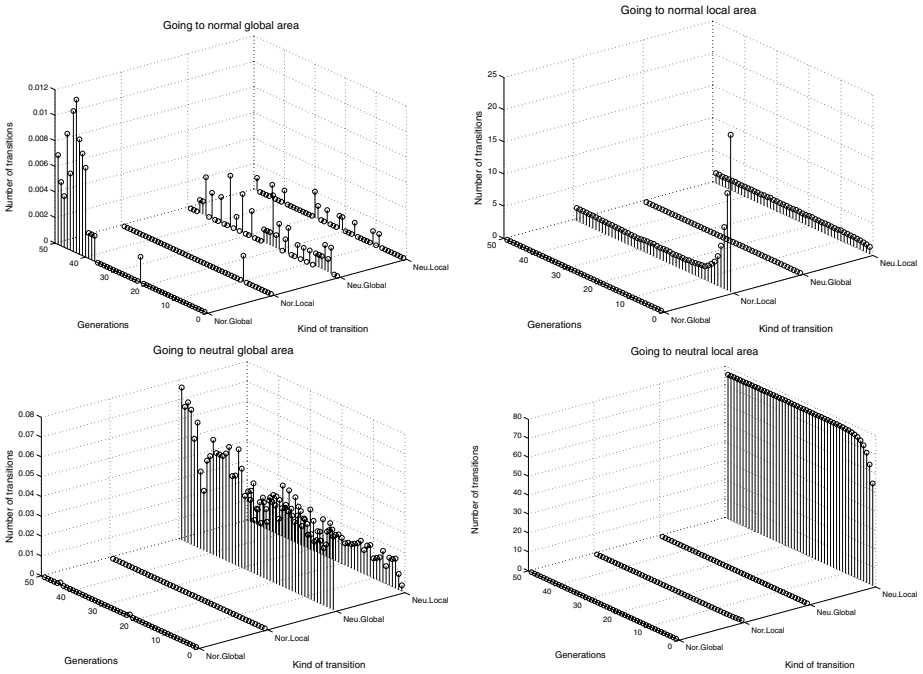 Going to normal global area
Number of transitions
0.012
0.01
0.008
0.006
0.004
0.002
0
50
40
30
20
10
0
Generations
Nor.Global
Nor.Local
Neu.Global
Neu.Local
Kind of transition
Going to normal local area
Number of transitions
25
20
15
10
5
0
50
40
30
20
10
0
Generations
Nor.Global
Nor.Local
Neu.Global
Neu.Local
Kind of transition
Going to neutral global area
Number of transitions
0.08
0.07
0.06
0.05
0.04
0.03
0.02
0.01
0
50
40
30
20
10
0
Generations
Nor.Global
Nor.Local
Neu.Global
Neu.Local
Kind of transition
Going to neutral local area
Number of transitions
80
70
60
50
40
30
20
10
0
50
40
30
20
10
0
Generations
Nor.Global
Nor.Local
Neu.Global
Neu.Local
Kind of transition